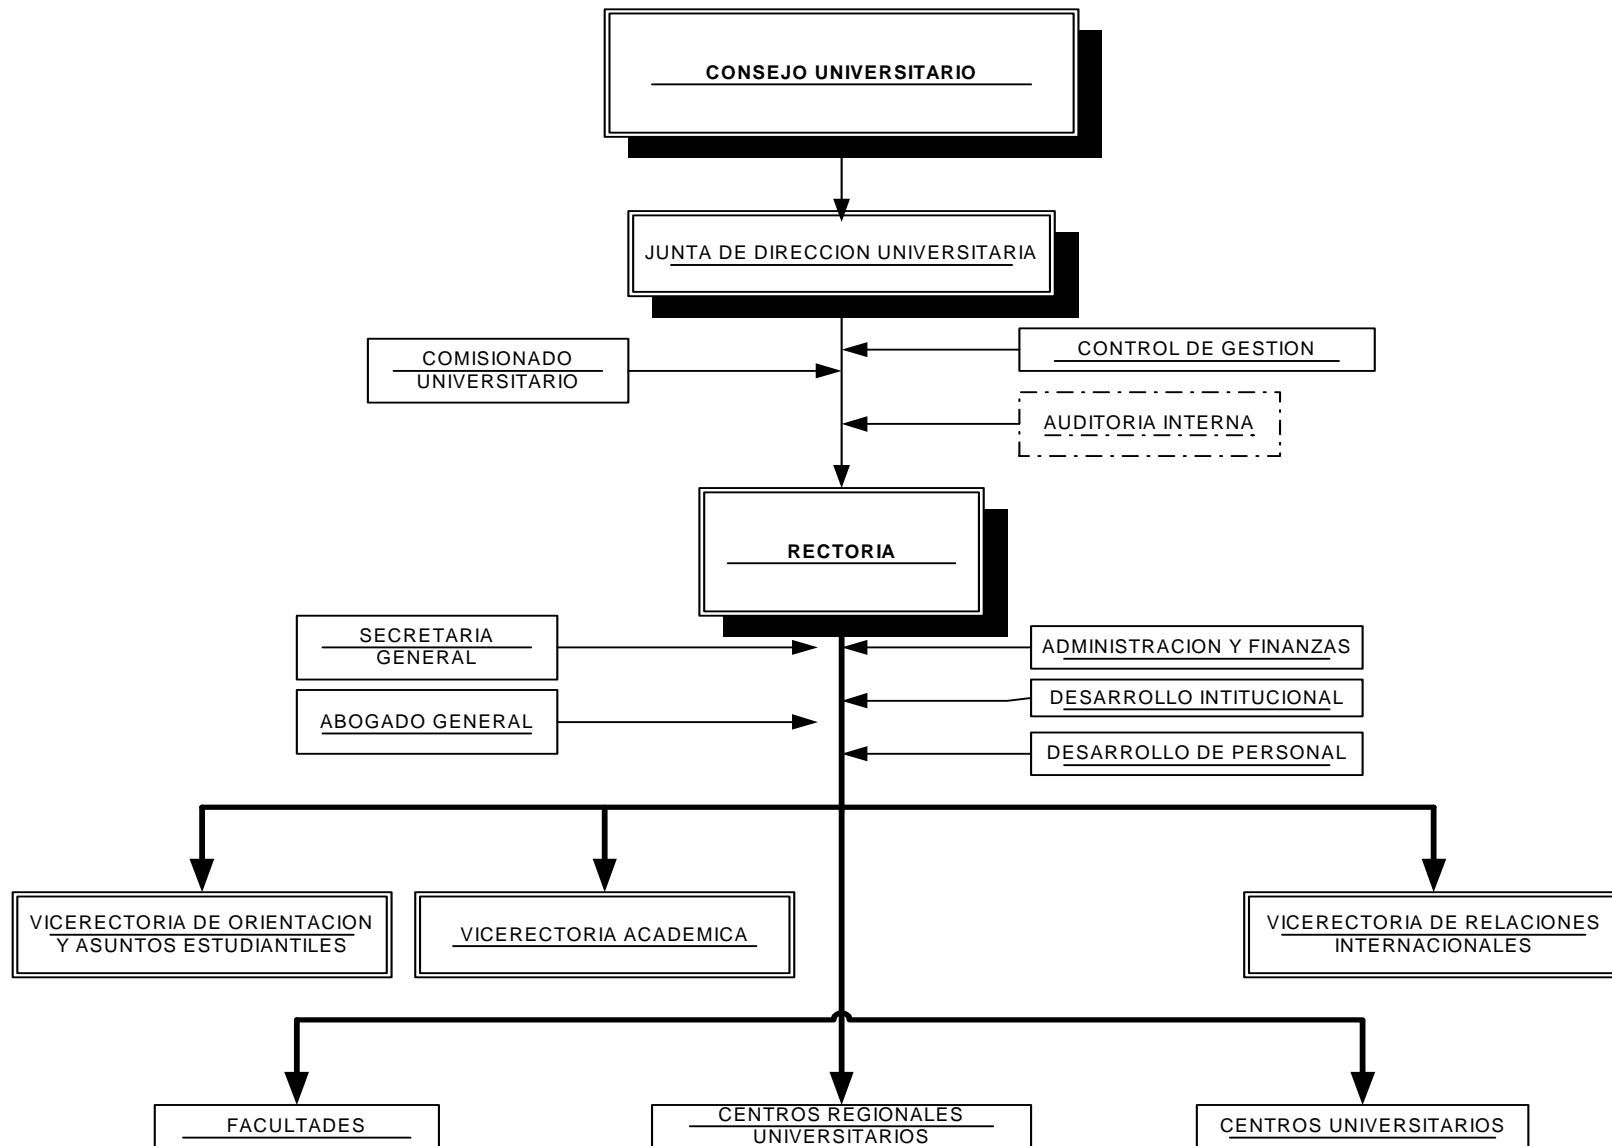 CONSEJO UNIVERSITARIO
JUNTA DE DIRECCION UNIVERSITARIA
COMISIONADO
UNIVERSITARIO
CONTROL DE GESTION
AUDITORIA INTERNA
RECTORIA
SECRETARIA
GENERAL
ADMINISTRACION Y FINANZAS
ABOGADO GENERAL
DESARROLLO INTITUCIONAL
DESARROLLO DE PERSONAL
VICERECTORIA DE ORIENTACION
Y ASUNTOS ESTUDIANTILES
VICERECTORIA ACADEMICA
VICERECTORIA DE RELACIONES
INTERNACIONALES
FACULTADES
CENTROS REGIONALES
UNIVERSITARIOS
CENTROS UNIVERSITARIOS